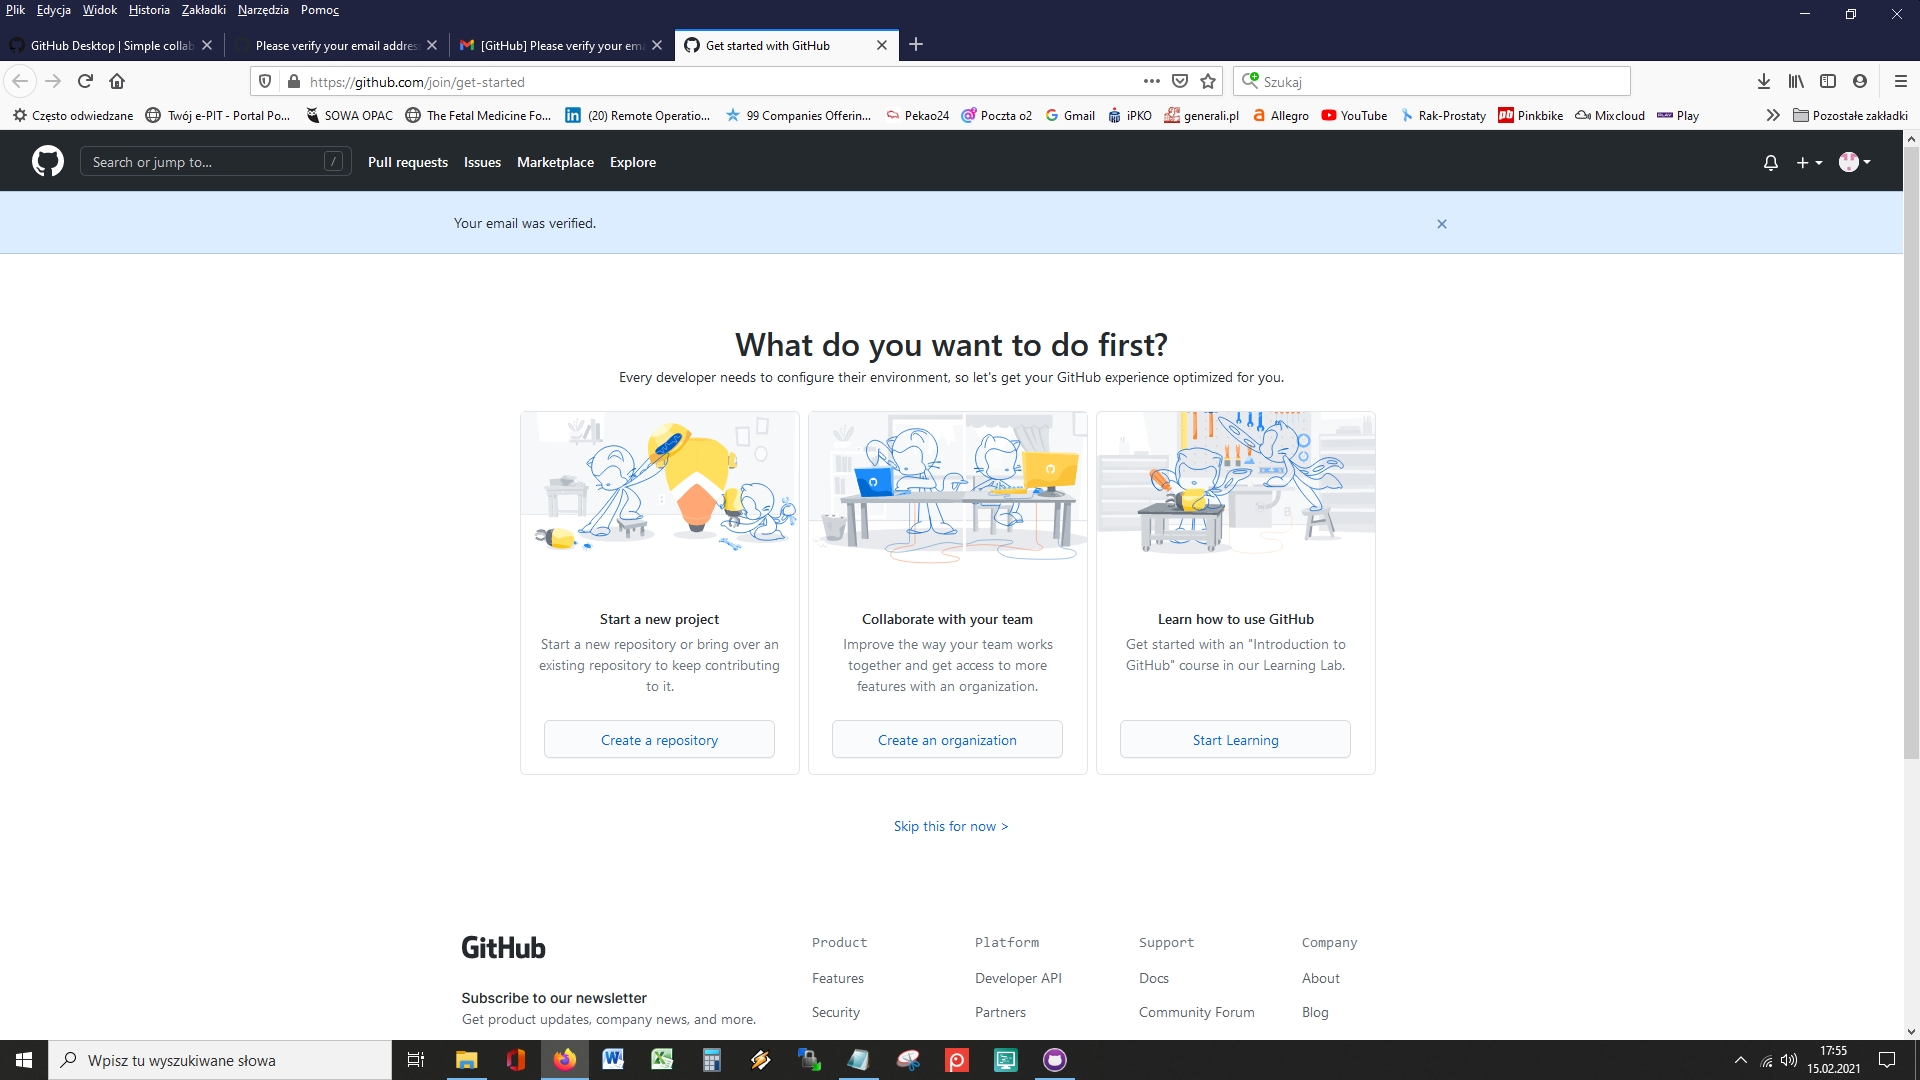 Plik Edycja Widok Historia Zakładki Narzędzia Pomoc
GitHub Desktop | Simple collab
Please verify your email addres
[GitHub] Please verify your ema
Get started with GitHub
https://github.com/join/get-started
Szukaj
Często odwiedzane Twój e-PIT - Portal Po... SOWA OPAC The Fetal Medicine Fo... (20) Remote Operatio... 99 Companies Offerin... Pekao24 Poczta o2 Gmail iPKO generali.pl Allegro YouTube Rak-Prostaty Pinkbike Mixcloud Play Pozostałe zakładki
Search or jump to... / Pull requests Issues Marketplace Explore
Your email was verified.
What do you want to do first?
Every developer needs to configure their environment, so let's get your GitHub experience optimized for you.
Start a new project
Start a new repository or bring over an
existing repository to keep contributing
to it.
Create a repository
Collaborate with your team
Improve the way your team works
together and get access to more
features with an organization.
Create an organization
Learn how to use GitHub
Get started with an "Introduction to
GitHub" course in our Learning Lab.
Start Learning
Skip this for now >
GitHub
Subscribe to our newsletter
Get product updates, company news, and more.
Product
Features
Security
Platform
Developer API
Partners
Support
Docs
Community Forum
Company
About
Blog
Wpisz tu wyszukiwane słowa
17:55
15.02.2021